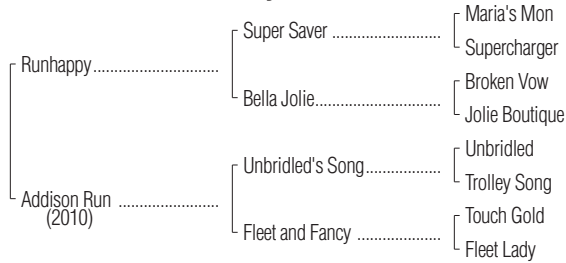 Maria's Mon
Super Saver ........................
Supercharger
Runhappy............................
Broken Vow
Bella Jolie............................
Jolie Boutique
Unbridled
Unbridled's Song.................
Trolley Song
Addison Run ......................
(2010)
Touch Gold
Fleet and Fancy ..................
Fleet Lady